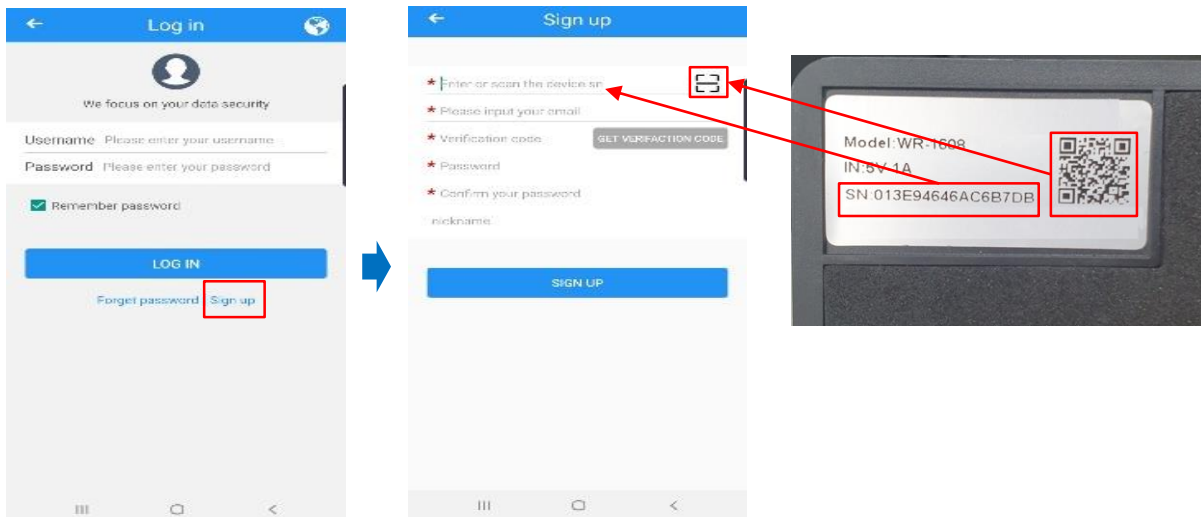 Log in
We focus on your data security
Username Please enter your username
Password Please enter your password
Remember password
LOG IN
Forget password Sign up
Sign up
* Enter or scan the device sn
* Please input your email
* Verification code GET VERIFACTION CODE
* Password
* Confirm your password
nickname
SIGN UP
Model:WR-1608
IN:5V-1A
SN:013E94646AC6B7DB